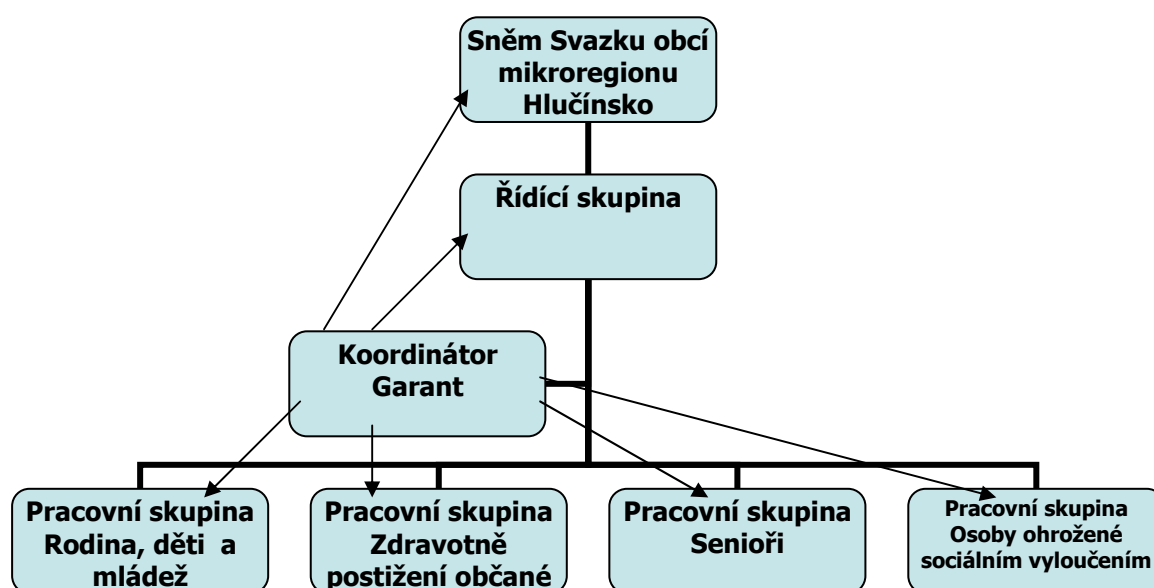 Sněm Svazku obcí
mikroregionu
Hlučínsko
Řídící skupina
Koordinátor
Garant
Pracovní skupina
Rodina, děti a
mládež
Pracovní skupina
Zdravotně
postižení občané
Pracovní skupina
Senioři
Pracovní skupina
Osoby ohrožené
sociálním vyloučením